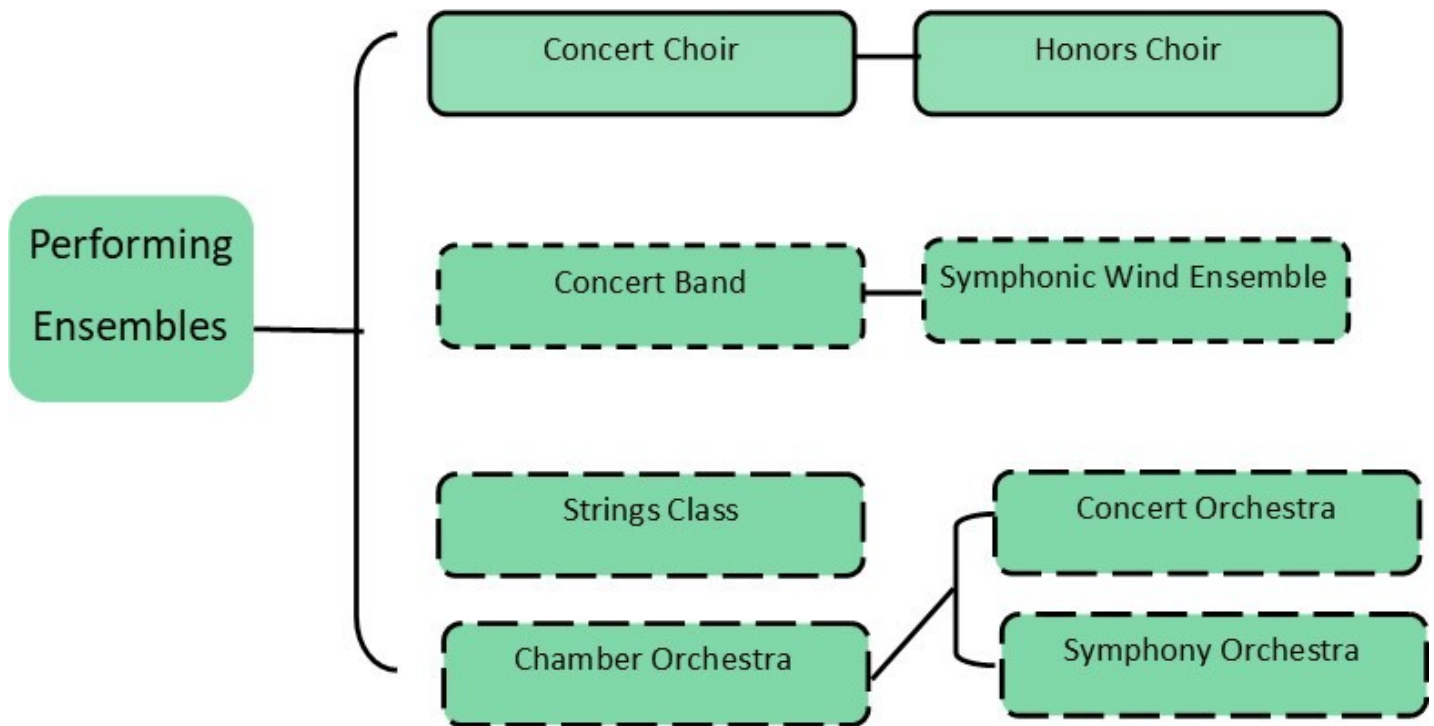 Performing
Ensembles
Concert Choir
Honors Choir
Concert Band
Symphonic Wind Ensemble
Strings Class
Chamber Orchestra
Concert Orchestra
Symphony Orchestra